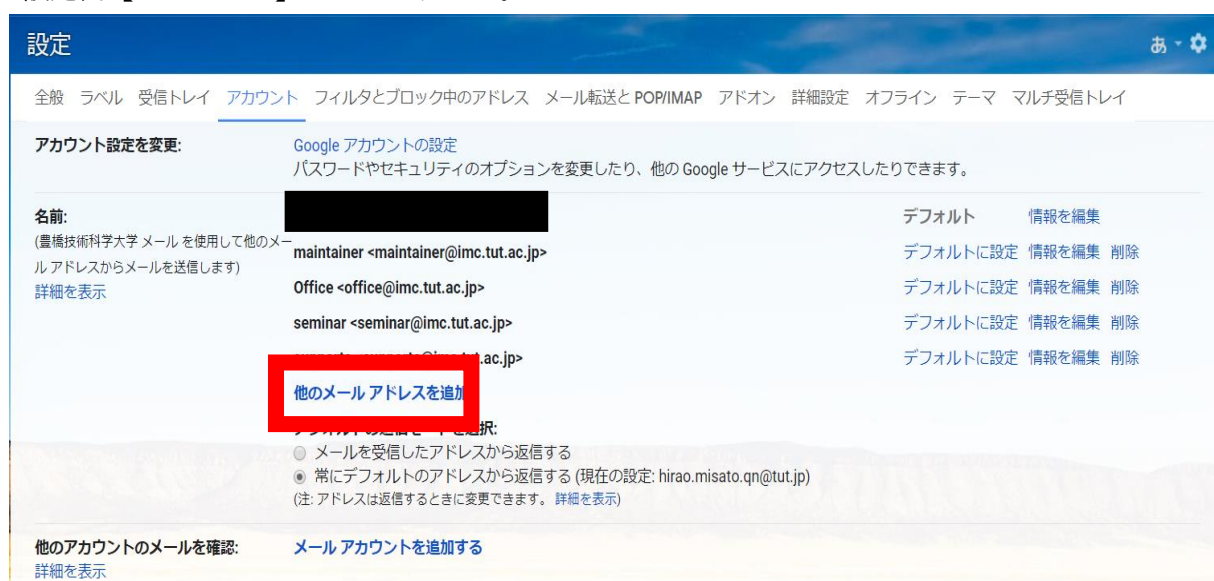 設定
あ
全般 ラベル 受信トレイ アカウント フィルタとブロック中のアドレス メール転送と POP/IMAP アドオン 詳細設定 オフライン テーマ マルチ受信トレイ
アカウント設定を変更: Google アカウントの設定
パスワードやセキュリティのオプションを変更したり、他の Google サービスにアクセスしたりできます。
名前: デフォルト 情報を編集
(豊橋技術科学大学 メール を使用して他のメー
ル アドレスからメールを送信します)
詳細を表示
maintainer <maintainer@imc.tut.ac.jp> デフォルトに設定 情報を編集 削除
Office <office@imc.tut.ac.jp> デフォルトに設定 情報を編集 削除
seminar <seminar@imc.tut.ac.jp> デフォルトに設定 情報を編集 削除
.ac.jp> デフォルトに設定 情報を編集 削除
他のメール アドレスを追加
選択:
メールを受信したアドレスから返信する
常にデフォルトのアドレスから返信する (現在の設定: hirao.misato.qn@tut.jp)
(注: アドレスは返信するときに変更できます。 詳細を表示)
他のアカウントのメールを確認: メール アカウントを追加する
詳細を表示